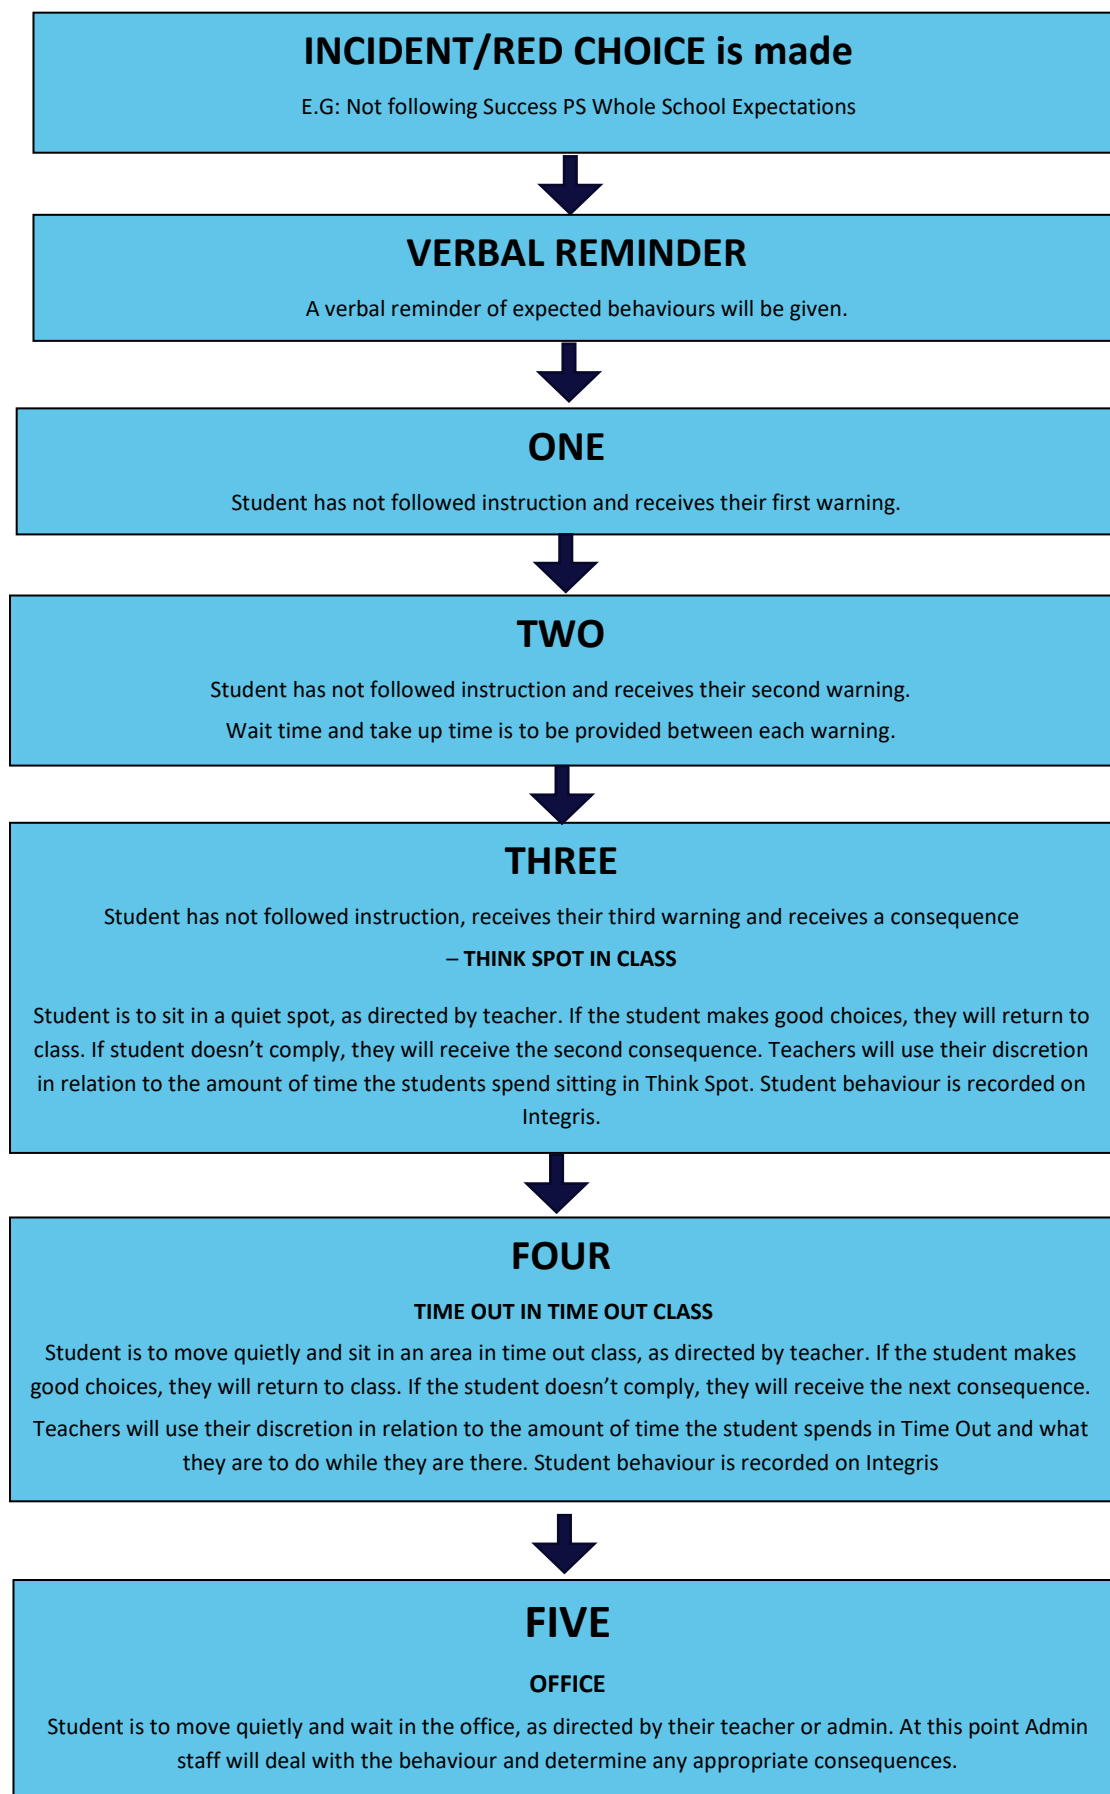 INCIDENT/RED CHOICE is made
E.G: Not following Success PS Whole School Expectations
VERBAL REMINDER
A verbal reminder of expected behaviours will be given.
ONE
Student has not followed instruction and receives their first warning.
TWO
Student has not followed instruction and receives their second warning.
Wait time and take up time is to be provided between each warning.
THREE
Student has not followed instruction, receives their third warning and receives a consequence
– THINK SPOT IN CLASS
Student is to sit in a quiet spot, as directed by teacher. If the student makes good choices, they will return to
class. If student doesn’t comply, they will receive the second consequence. Teachers will use their discretion
in relation to the amount of time the students spend sitting in Think Spot. Student behaviour is recorded on
Integris.
FOUR
TIME OUT IN TIME OUT CLASS
Student is to move quietly and sit in an area in time out class, as directed by teacher. If the student makes
good choices, they will return to class. If the student doesn’t comply, they will receive the next consequence.
Teachers will use their discretion in relation to the amount of time the student spends in Time Out and what
they are to do while they are there. Student behaviour is recorded on Integris
FIVE
OFFICE
Student is to move quietly and wait in the office, as directed by their teacher or admin. At this point Admin
staff will deal with the behaviour and determine any appropriate consequences.